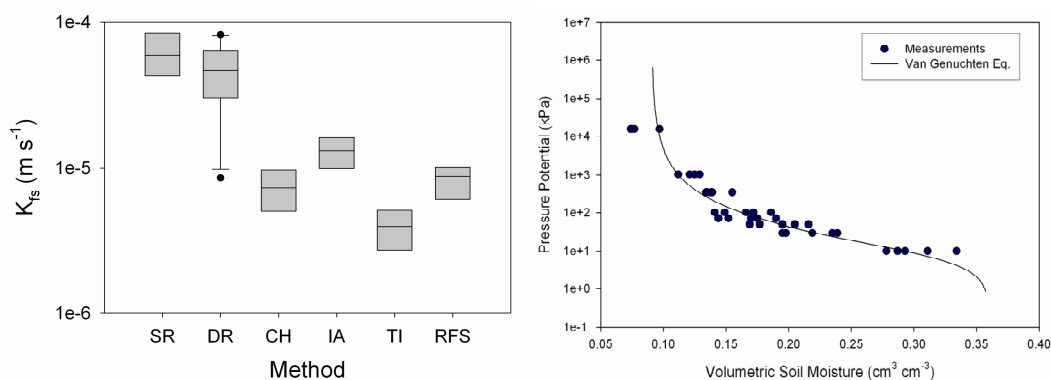 1e-4
1e-5
1e-6
K_fs (m s⁻¹)
SR DR CH IA TI RFS
Method
1e+7
1e+6
1e+5
1e+4
1e+3
1e+2
1e+1
1e+0
1e-1
Pressure Potential (kPa)
Measurements
Van Genuchten Eq.
0.05 0.10 0.15 0.20 0.25 0.30 0.35 0.40
Volumetric Soil Moisture (cm³ cm⁻³)